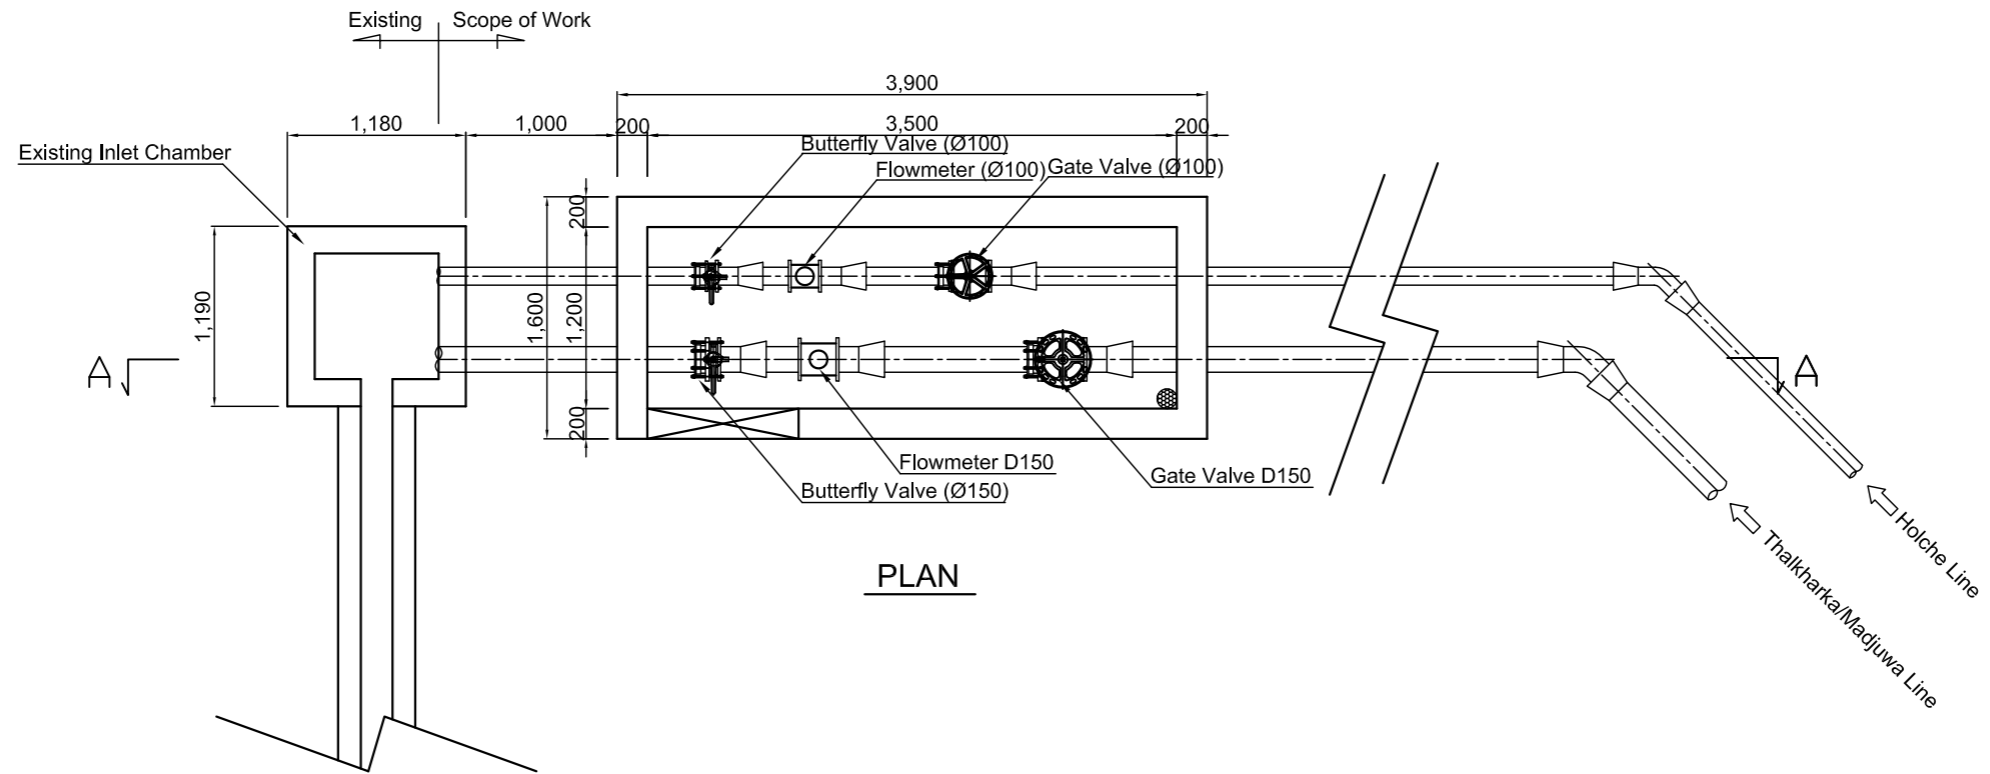 Existing
Scope of Work
3,900
1,180
1,000
200
3,500
200
Existing Inlet Chamber
Butterfly Valve (Ø100)
Flowmeter (Ø100)
Gate Valve (Ø100)
200
1,190
1,600
1,200
200
A
A
Flowmeter D150
Butterfly Valve (Ø150)
Gate Valve D150
Holche Line
Thalkharka/Madjuwa Line
PLAN